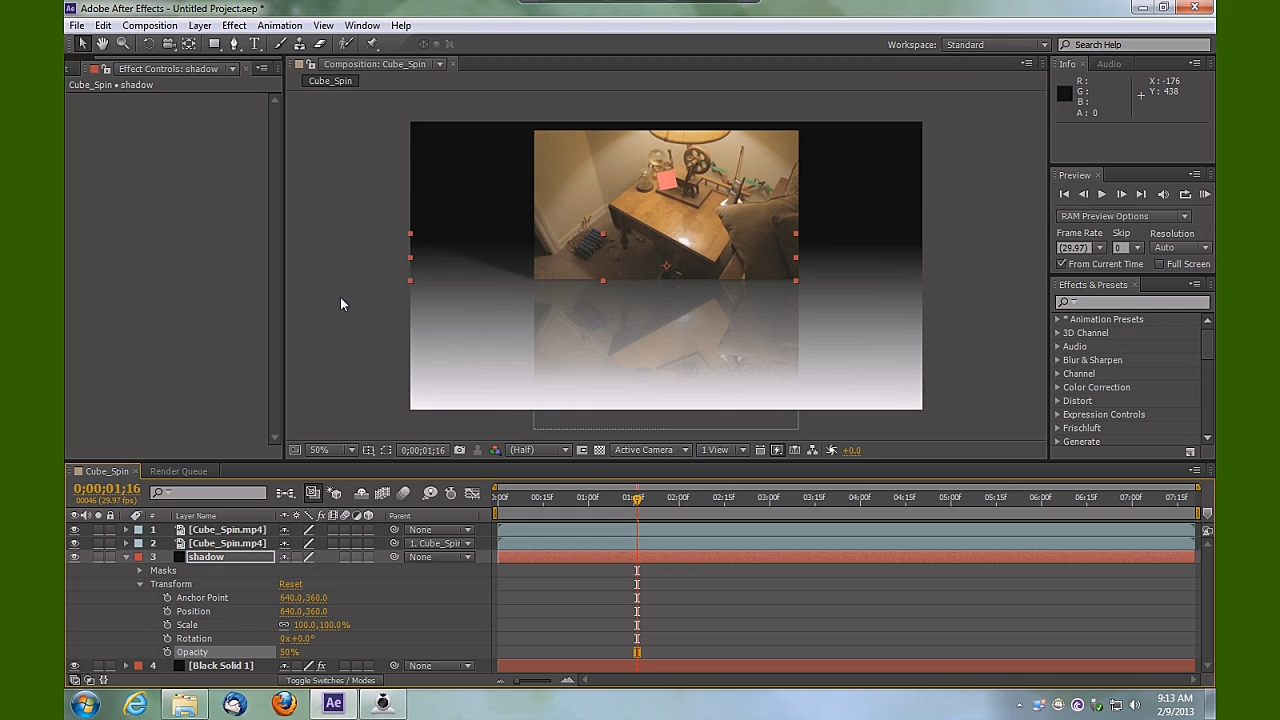 Adobe After Effects - Untitled Project.aep *
File Edit Composition Layer Effect Animation View Window Help
Workspace: Standard Search Help
Effect Controls: shadow
Composition: Cube_Spin
Info Audio
Cube_Spin • shadow
Cube_Spin
R: X: -176
G: Y: 438
B:
A: 0
Preview
RAM Preview Options
Frame Rate Skip Resolution
(29.97) 0 Auto
From Current Time Full Screen
Effects & Presets
* Animation Presets
3D Channel
Audio
Blur & Sharpen
Channel
Color Correction
Distort
Expression Controls
Frischluft
Generate
50% 0;00;01;16 (Half) Active Camera 1 View +0.0
Cube_Spin Render Queue
0;00;01;16
00046 (29.97 fps)
0:00f 00:15f 01:00f 02:00f 02:15f 03:00f 03:15f 04:00f 04:15f 05:00f 05:15f 06:00f 06:15f 07:00f 07:15f
# Layer Name Parent
1 [Cube_Spin.mp4] None
2 [Cube_Spin.mp4] 1. Cube_Spin
3 shadow None
Masks
Transform Reset
Anchor Point 640.0,360.0
Position 640.0,360.0
Scale 100.0,100.0%
Rotation 0x+0.0°
Opacity 50%
4 [Black Solid 1] None
Toggle Switches / Modes
Ae
9:13 AM
2/9/2013